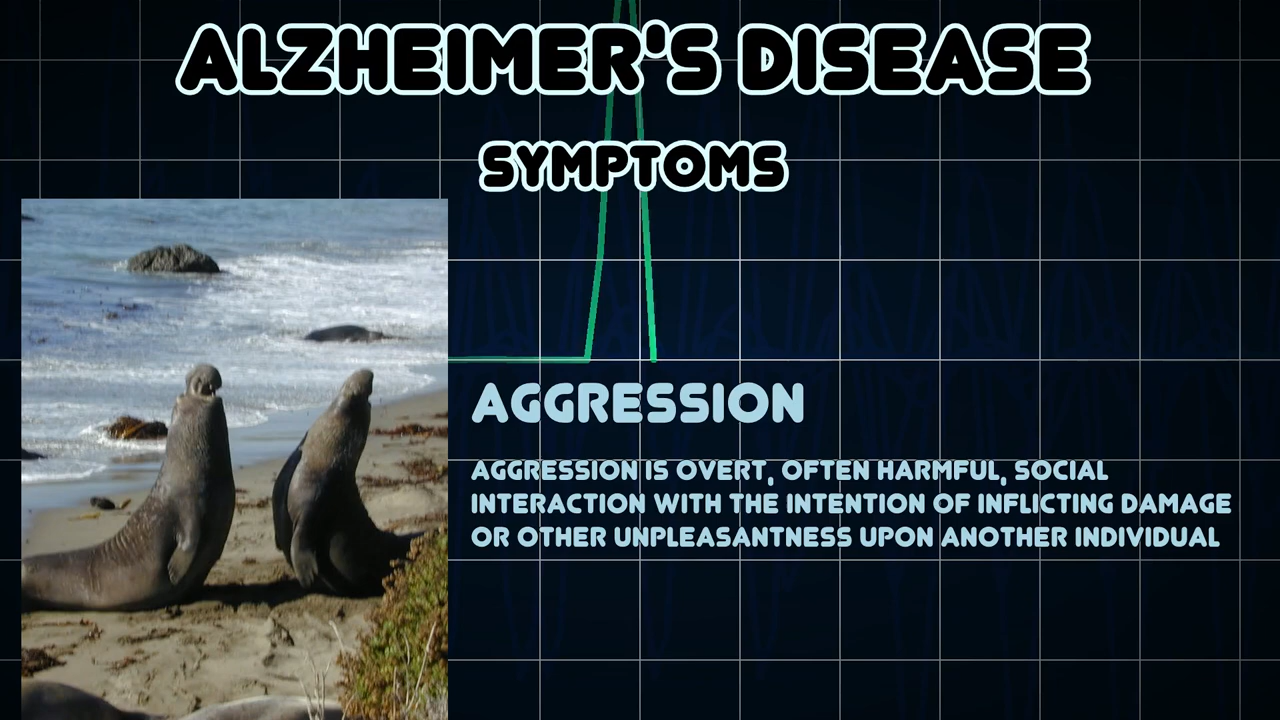 ALZHEIMER'S DISEASE
SYMPTOMS
AGGRESSION
AGGRESSION IS OVERT, OFTEN HARMFUL, SOCIAL
INTERACTION WITH THE INTENTION OF INFLICTING DAMAGE
OR OTHER UNPLEASANTNESS UPON ANOTHER INDIVIDUAL